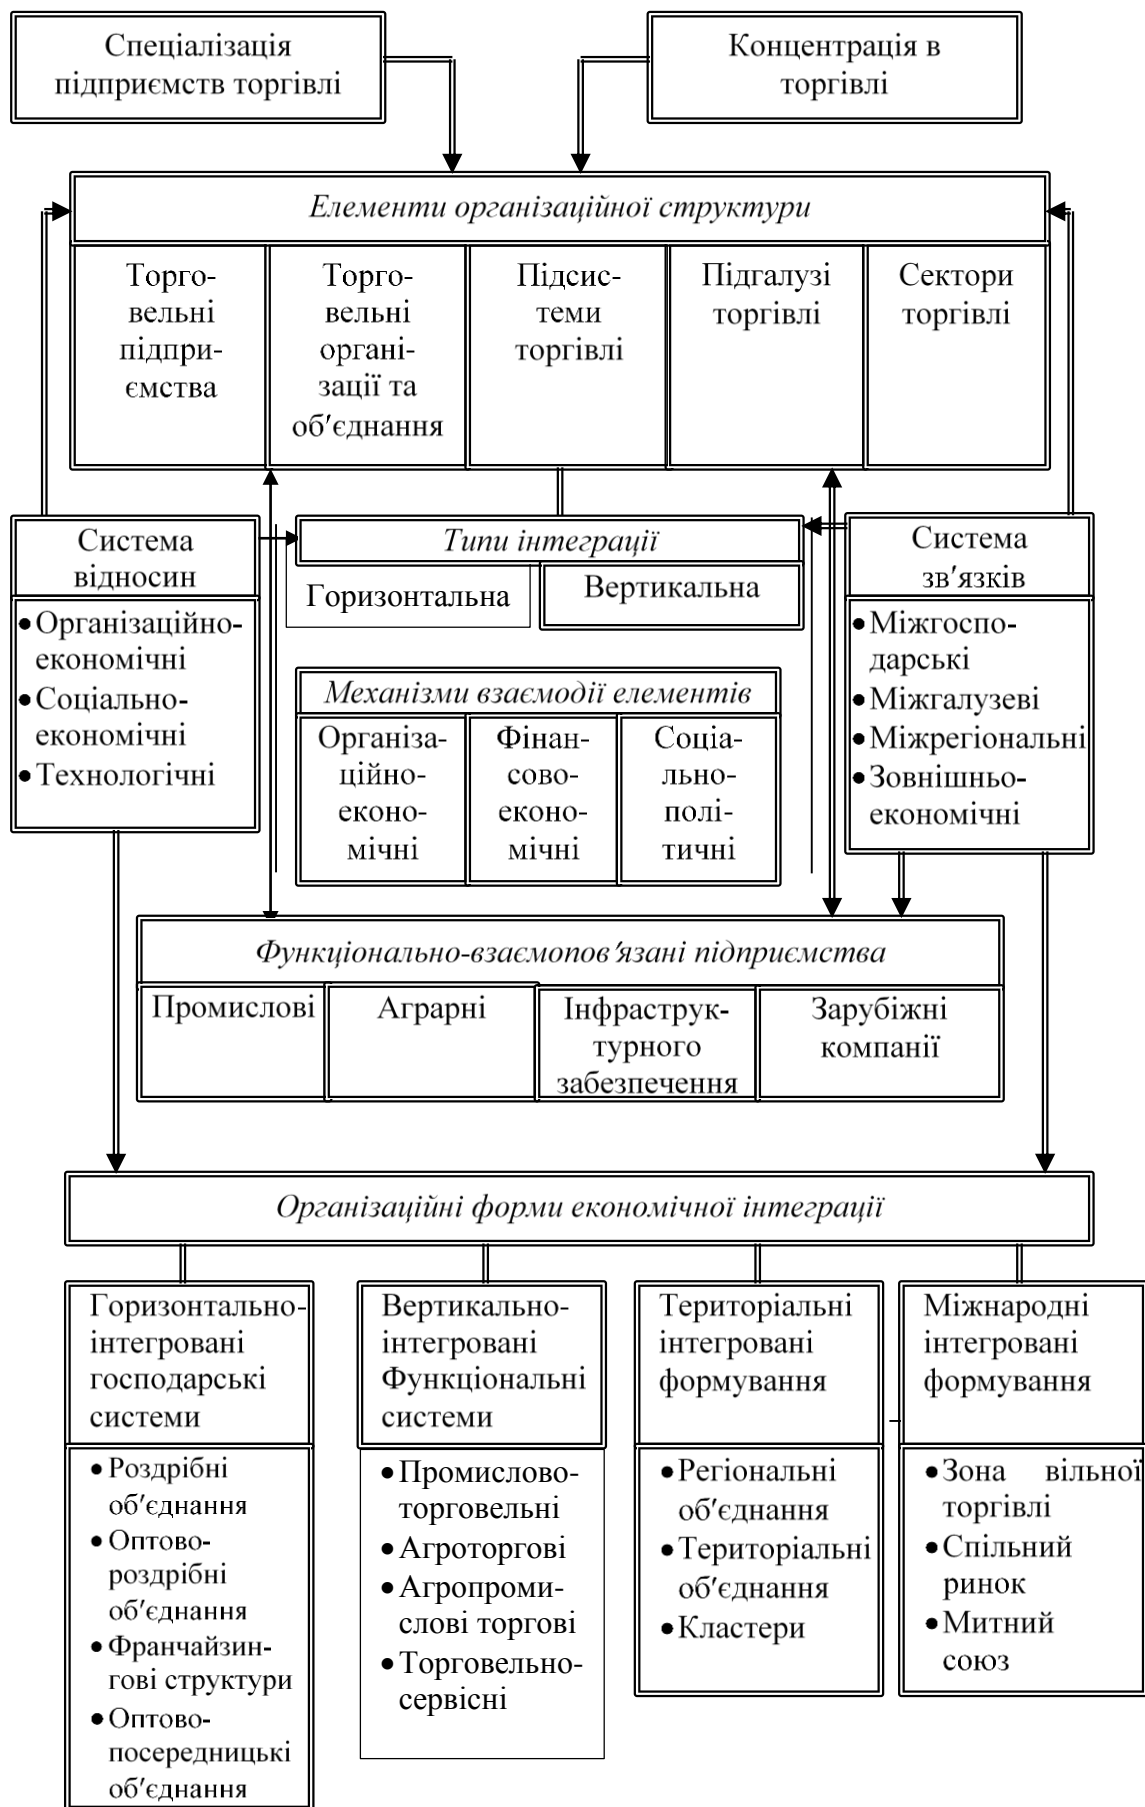 Спеціалізація
підприємств торгівлі
Концентрація в
торгівлі
Елементи організаційної структури
Торго-
вельні
підпри-
ємства
Торго-
вельні
органі-
зації та
об′єднання
Підсис-
теми
торгівлі
Підгалузі
торгівлі
Сектори
торгівлі
Система
відносин
• Організаційно-
економічні
• Соціально-
економічні
• Технологічні
Типи інтеграції
Горизонтальна
Вертикальна
Система
зв′язків
• Міжгоспо-
дарські
• Міжгалузеві
• Міжрегіональні
• Зовнішньо-
економічні
Механізми взаємодії елементів
Організа-
ційно-
еконо-
мічні
Фінан-
сово-
еконо-
мічні
Соціа-
льно-
полі-
тичні
Функціонально-взаємопов′язані підприємства
Промислові
Аграрні
Інфраструк-
турного
забезпечення
Зарубіжні
компанії
Організаційні форми економічної інтеграції
Горизонтально-
інтегровані
господарські
системи
• Роздрібні
об′єднання
• Оптово-
роздрібні
об′єднання
• Франчайзин-
гові структури
• Оптово-
посередницькі
об′єднання
Вертикально-
інтегровані
Функціональні
системи
• Промислово-
торговельні
• Агроторгові
• Агропроми-
слові торгові
• Торговельно-
сервісні
Територіальні
інтегровані
формування
• Регіональні
об′єднання
• Територіальні
об′єднання
• Кластери
Міжнародні
інтегровані
формування
• Зона вільної
торгівлі
• Спільний
ринок
• Митний
союз